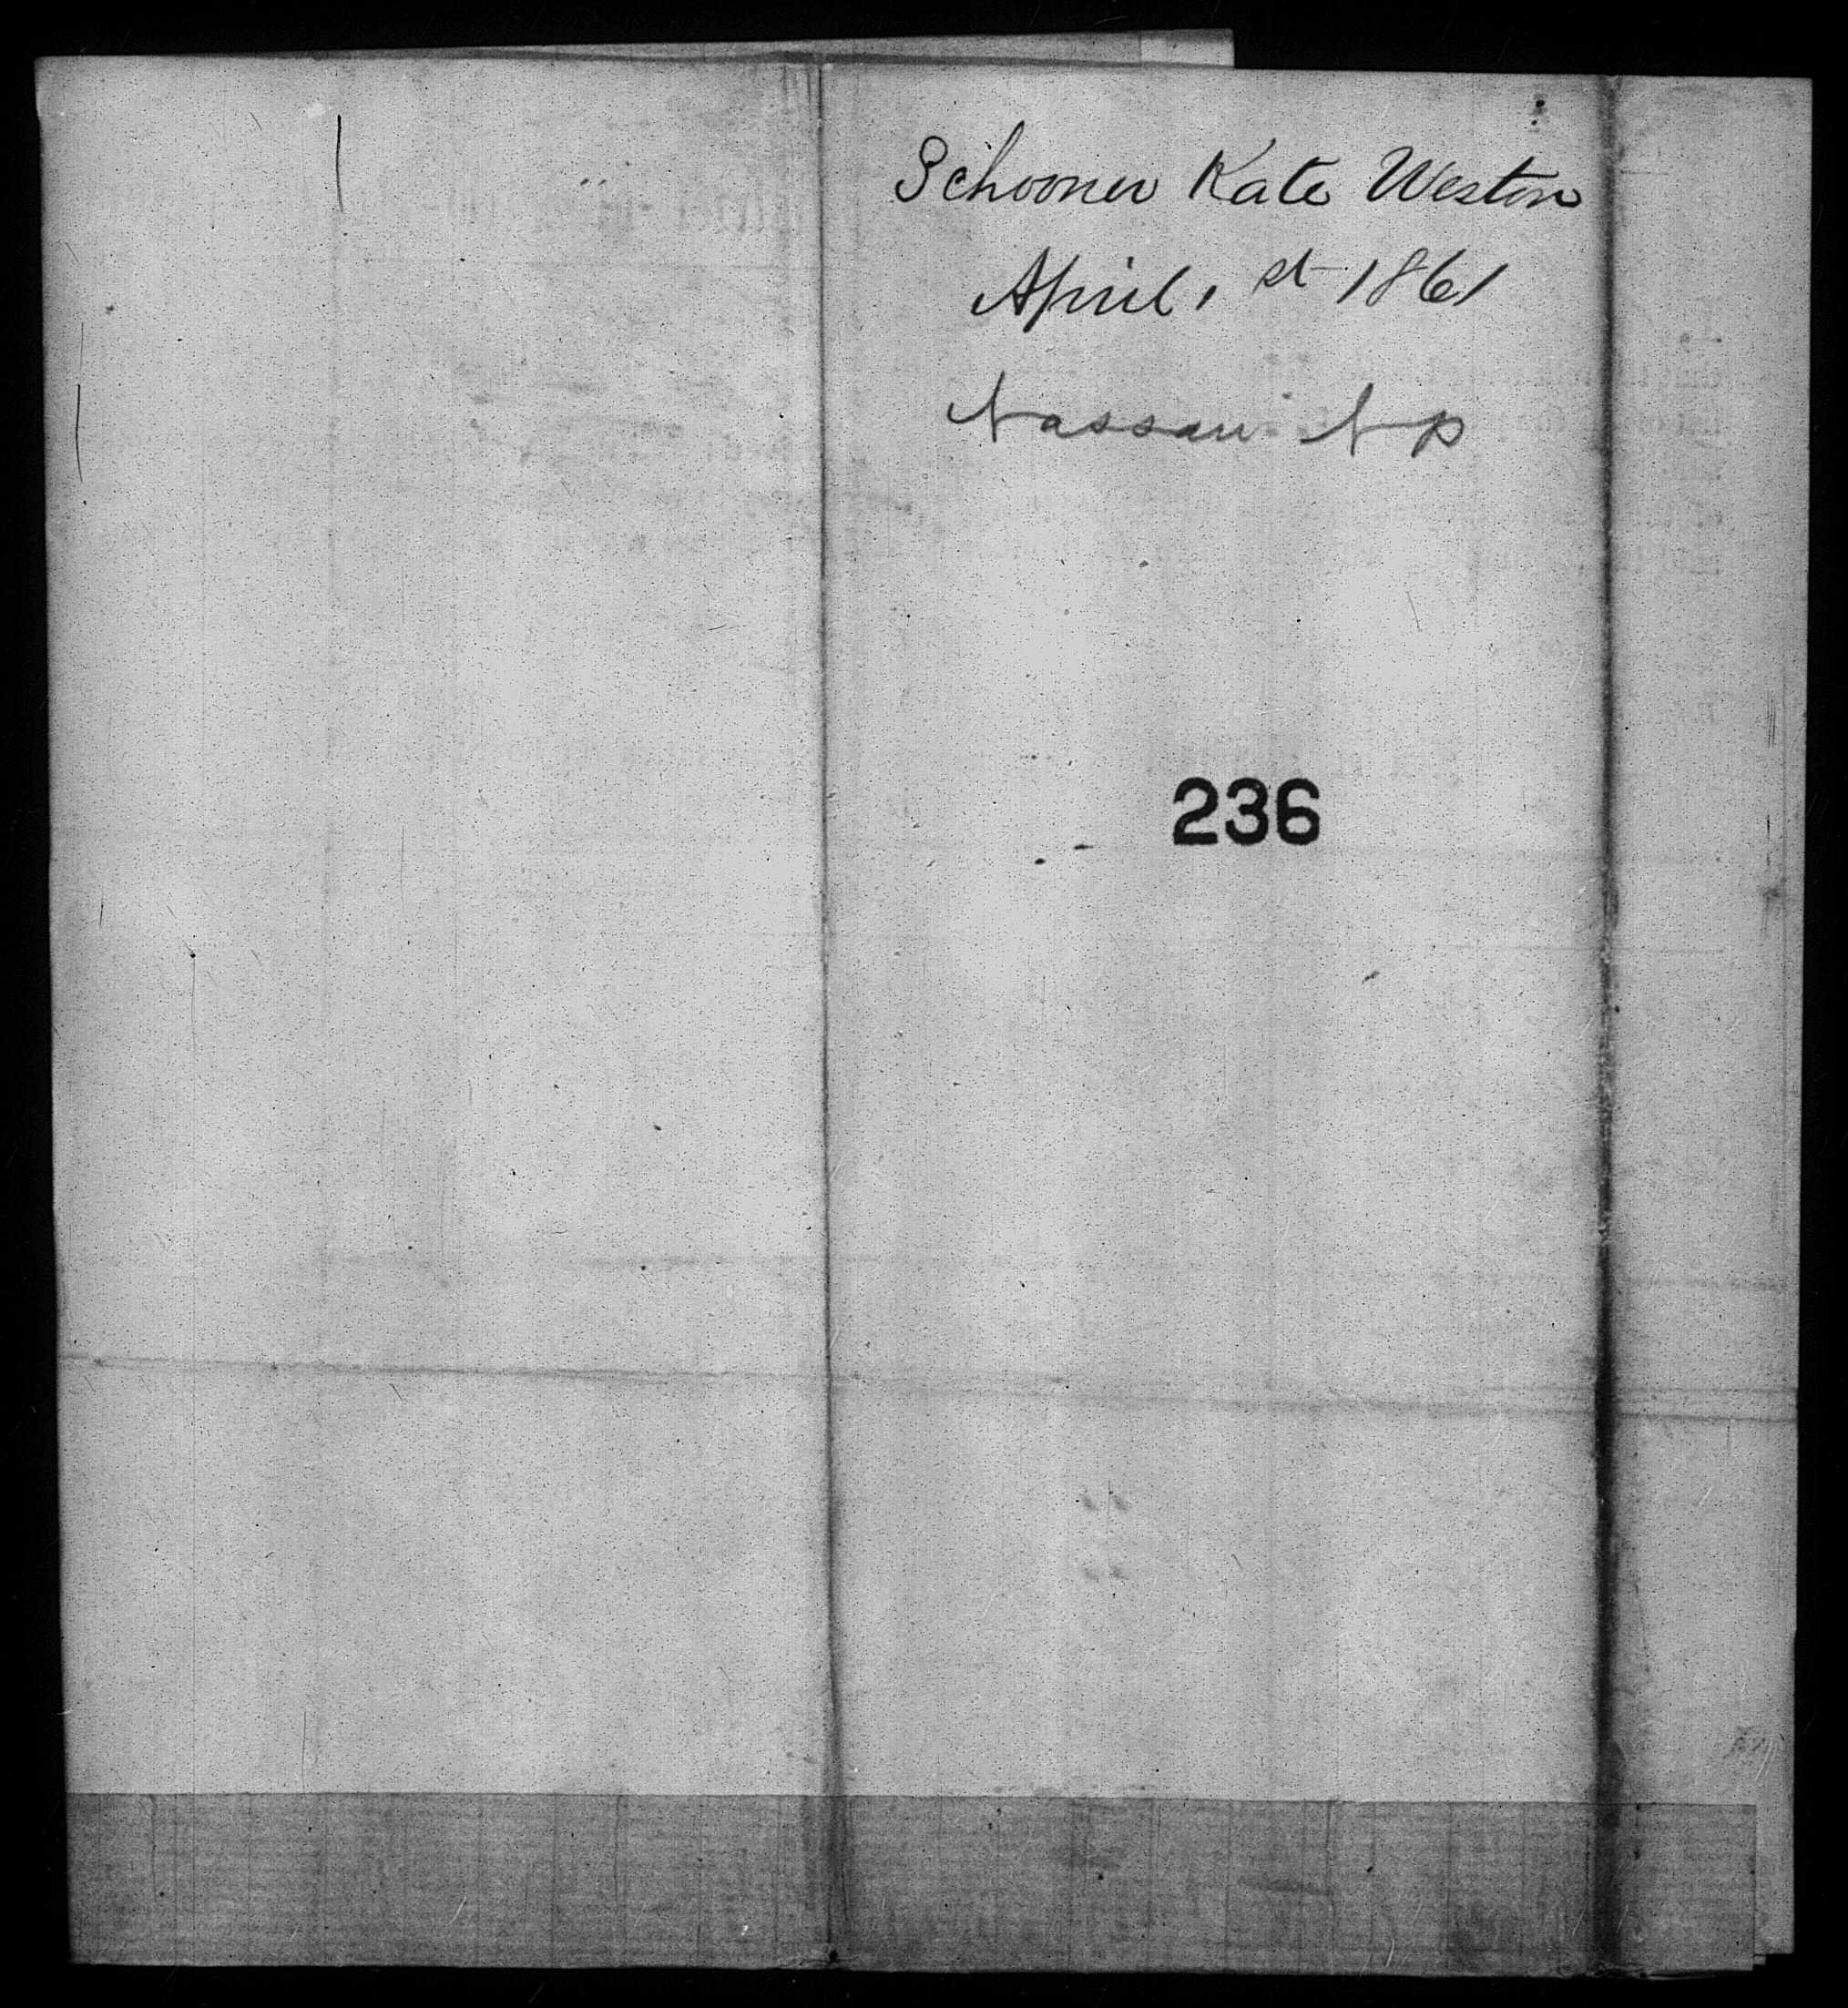 Schooner Kate Weston
April, 1st 1861
Nassau N P
236